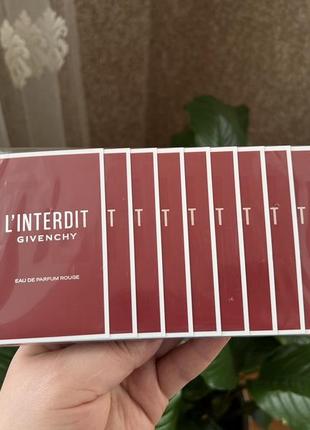 L'INTERDIT T T T T T T T T
GIVENCHY
EAU DE PARFUM ROUGE